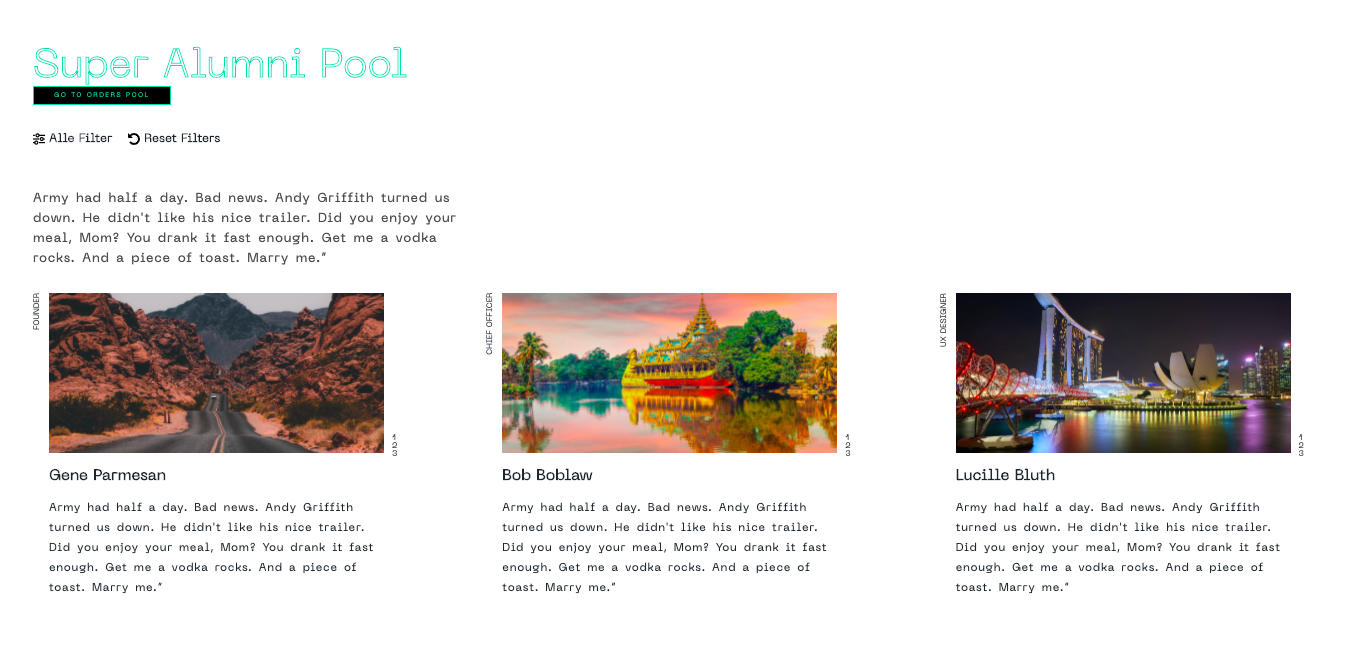 Super Alumni Pool
GO TO ORDERS POOL
Alle Filter
Reset Filters
Army had half a day. Bad news. Andy Griffith turned us
down. He didn't like his nice trailer. Did you enjoy your
meal, Mom? You drank it fast enough. Get me a vodka
rocks. And a piece of toast. Marry me.”
FOUNDER
1
2
3
Gene Parmesan
Army had half a day. Bad news. Andy Griffith
turned us down. He didn't like his nice trailer.
Did you enjoy your meal, Mom? You drank it fast
enough. Get me a vodka rocks. And a piece of
toast. Marry me.”
CHIEF OFFICER
1
2
3
Bob Boblaw
Army had half a day. Bad news. Andy Griffith
turned us down. He didn't like his nice trailer.
Did you enjoy your meal, Mom? You drank it fast
enough. Get me a vodka rocks. And a piece of
toast. Marry me.”
UX DESIGNER
1
2
3
Lucille Bluth
Army had half a day. Bad news. Andy Griffith
turned us down. He didn't like his nice trailer.
Did you enjoy your meal, Mom? You drank it fast
enough. Get me a vodka rocks. And a piece of
toast. Marry me.”